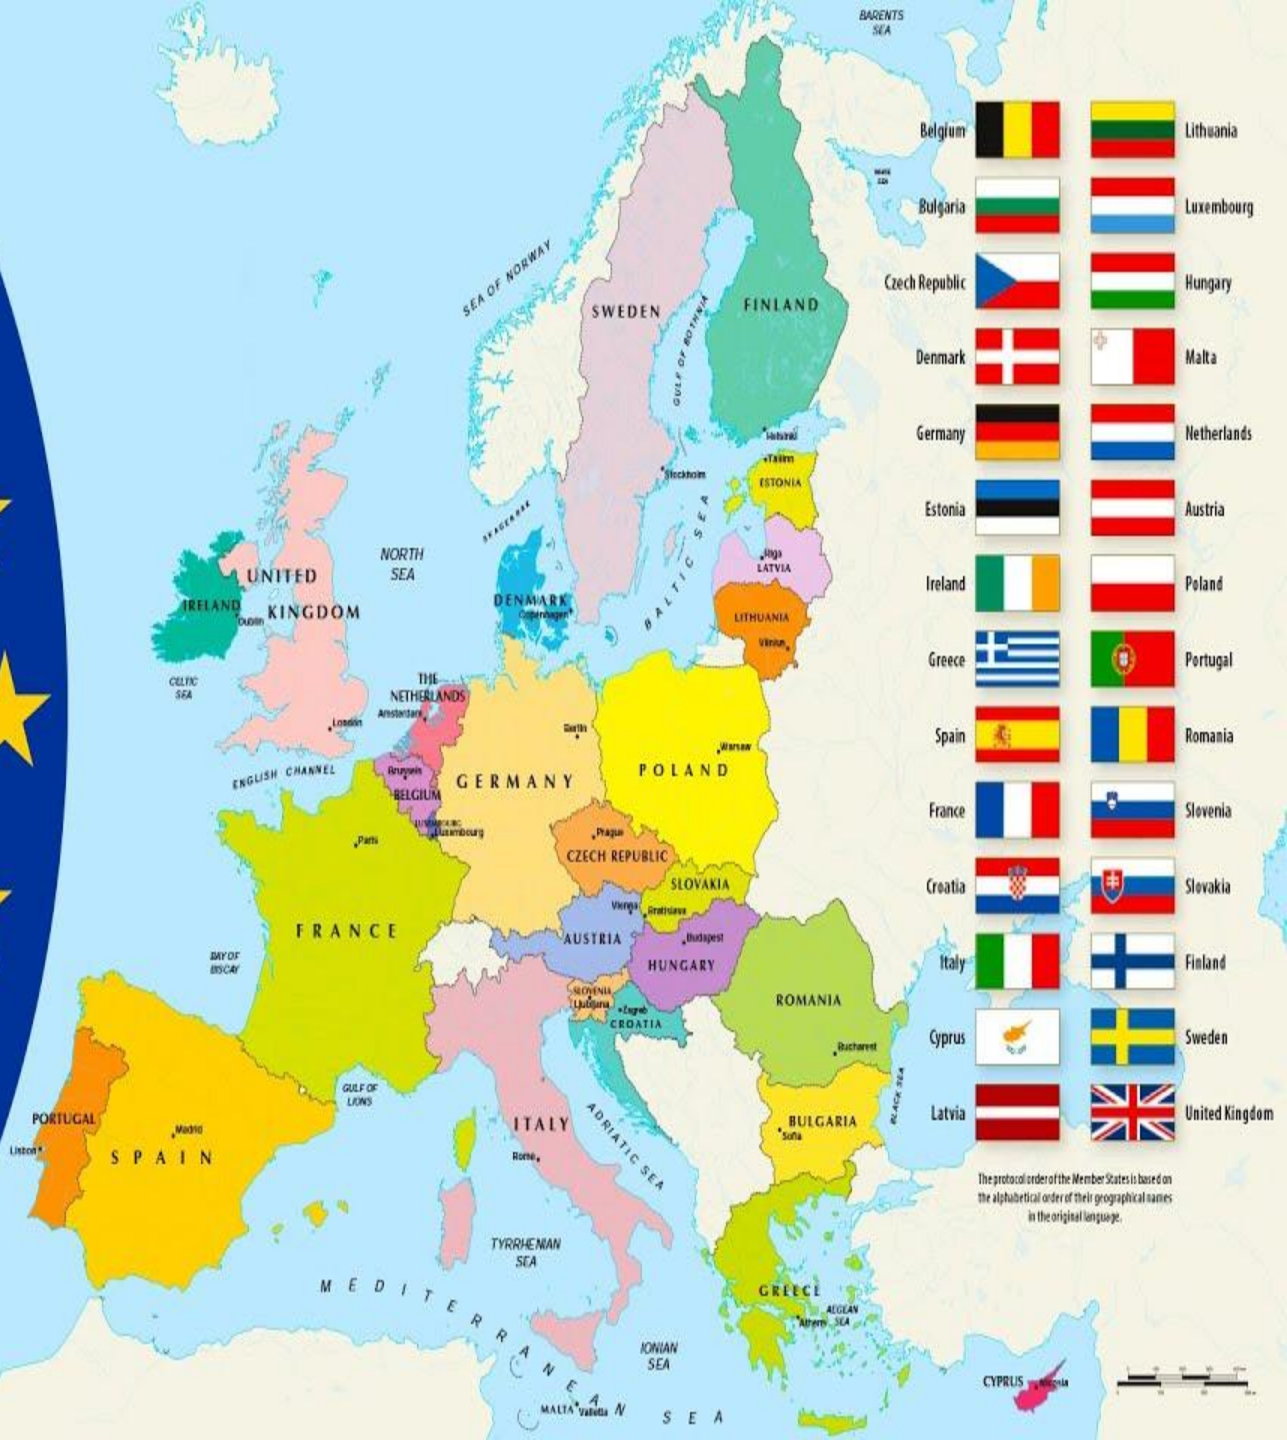 BARENTS
SEA
WHITE
SEA
SEA OF NORWAY
SWEDEN
FINLAND
GULF OF BOTHNIA
Helsinki
Tallinn
ESTONIA
Stockholm
SKAGERRAK
BALTIC SEA
NORTH
SEA
Riga
LATVIA
UNITED
KINGDOM
IRELAND
Dublin
DENMARK
Copenhagen
LITHUANIA
Vilnius
CELTIC
SEA
THE
NETHERLANDS
Amsterdam
London
Berlin
Warsaw
ENGLISH CHANNEL
Brussels
BELGIUM
GERMANY
POLAND
LUXEMBOURG
Luxembourg
Paris
Prague
CZECH REPUBLIC
SLOVAKIA
Vienna
Bratislava
FRANCE
AUSTRIA
Budapest
HUNGARY
BAY OF
BISCAY
SLOVENIA
Ljubljana
Zagreb
CROATIA
ROMANIA
Bucharest
GULF OF
LIONS
BLACK SEA
PORTUGAL
Lisbon
Madrid
SPAIN
ITALY
Rome
ADRIATIC SEA
BULGARIA
Sofia
TYRRHENIAN
SEA
MEDITERRANEAN SEA
GREECE
Athens
AEGEAN
SEA
IONIAN
SEA
MALTA
Valletta
CYPRUS
Nicosia
Belgium
Lithuania
Bulgaria
Luxembourg
Czech Republic
Hungary
Denmark
Malta
Germany
Netherlands
Estonia
Austria
Ireland
Poland
Greece
Portugal
Spain
Romania
France
Slovenia
Croatia
Slovakia
Italy
Finland
Cyprus
Sweden
Latvia
United Kingdom
The protocol order of the Member States is based on
the alphabetical order of their geographical names
in the original language.